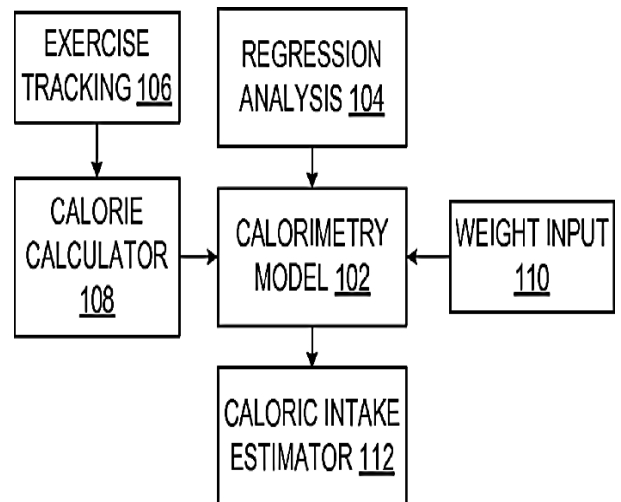 EXERCISE
TRACKING 106
REGRESSION
ANALYSIS 104
CALORIE
CALCULATOR
108
CALORIMETRY
MODEL 102
WEIGHT INPUT
110
CALORIC INTAKE
ESTIMATOR 112